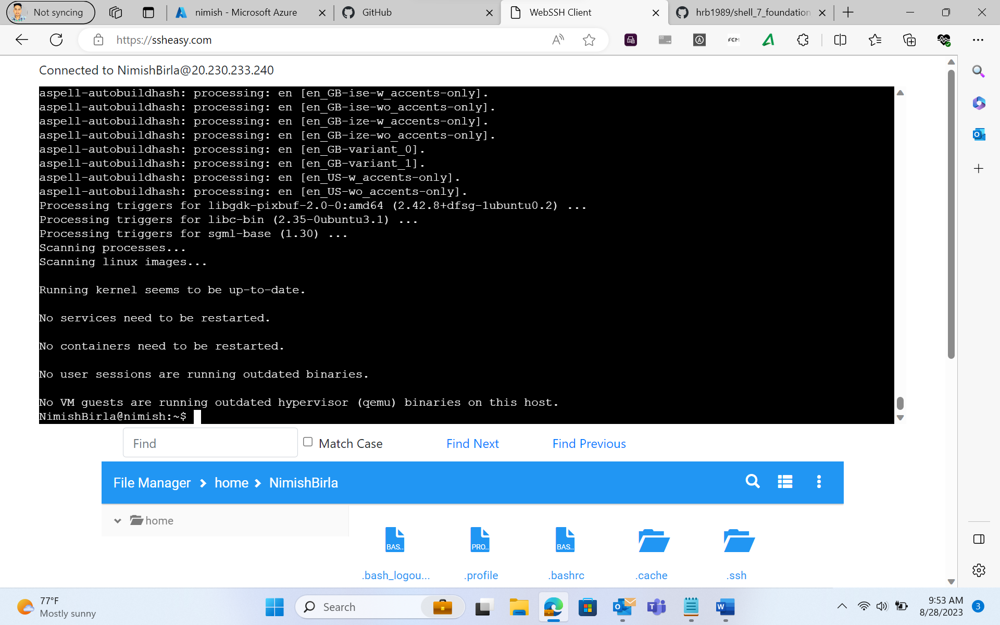 Not syncing
nimish - Microsoft Azure
GitHub
WebSSH Client
hrb1989/shell_7_foundation
https://ssheasy.com
Connected to NimishBirla@20.230.233.240
aspell-autobuildhash: processing: en [en_GB-ise-w_accents-only].
aspell-autobuildhash: processing: en [en_GB-ise-wo_accents-only].
aspell-autobuildhash: processing: en [en_GB-ize-w_accents-only].
aspell-autobuildhash: processing: en [en_GB-ize-wo_accents-only].
aspell-autobuildhash: processing: en [en_GB-variant_0].
aspell-autobuildhash: processing: en [en_GB-variant_1].
aspell-autobuildhash: processing: en [en_US-w_accents-only].
aspell-autobuildhash: processing: en [en_US-wo_accents-only].
Processing triggers for libgdk-pixbuf-2.0-0:amd64 (2.42.8+dfsg-1ubuntu0.2) ...
Processing triggers for libc-bin (2.35-0ubuntu3.1) ...
Processing triggers for sgml-base (1.30) ...
Scanning processes...
Scanning linux images...
Running kernel seems to be up-to-date.
No services need to be restarted.
No containers need to be restarted.
No user sessions are running outdated binaries.
No VM guests are running outdated hypervisor (qemu) binaries on this host.
NimishBirla@nimish:~$
Find
Match Case
Find Next
Find Previous
File Manager > home > NimishBirla
home
BAS..
PRO..
BAS..
.bash_logou...
.profile
.bashrc
.cache
.ssh
77°F
Mostly sunny
Search
9:53 AM
8/28/2023
3